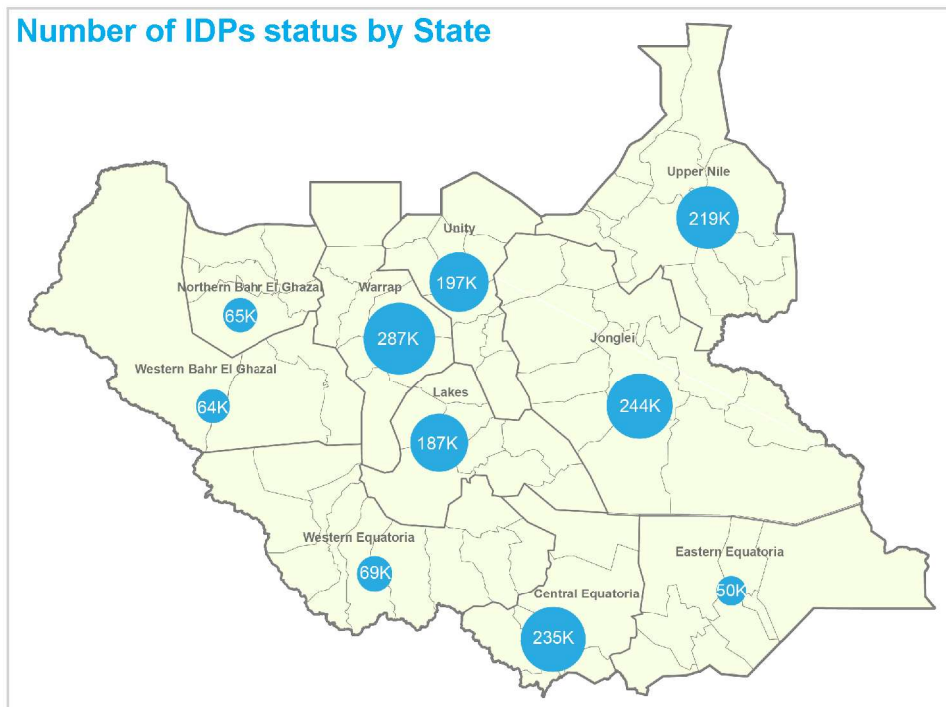 Number of IDPs status by State
Upper Nile
219K
Unity
197K
Northern Bahr El Ghazal
65K
Warrap
287K
Jonglei
244K
Western Bahr El Ghazal
64K
Lakes
187K
Western Equatoria
69K
Eastern Equatoria
50K
Central Equatoria
235K